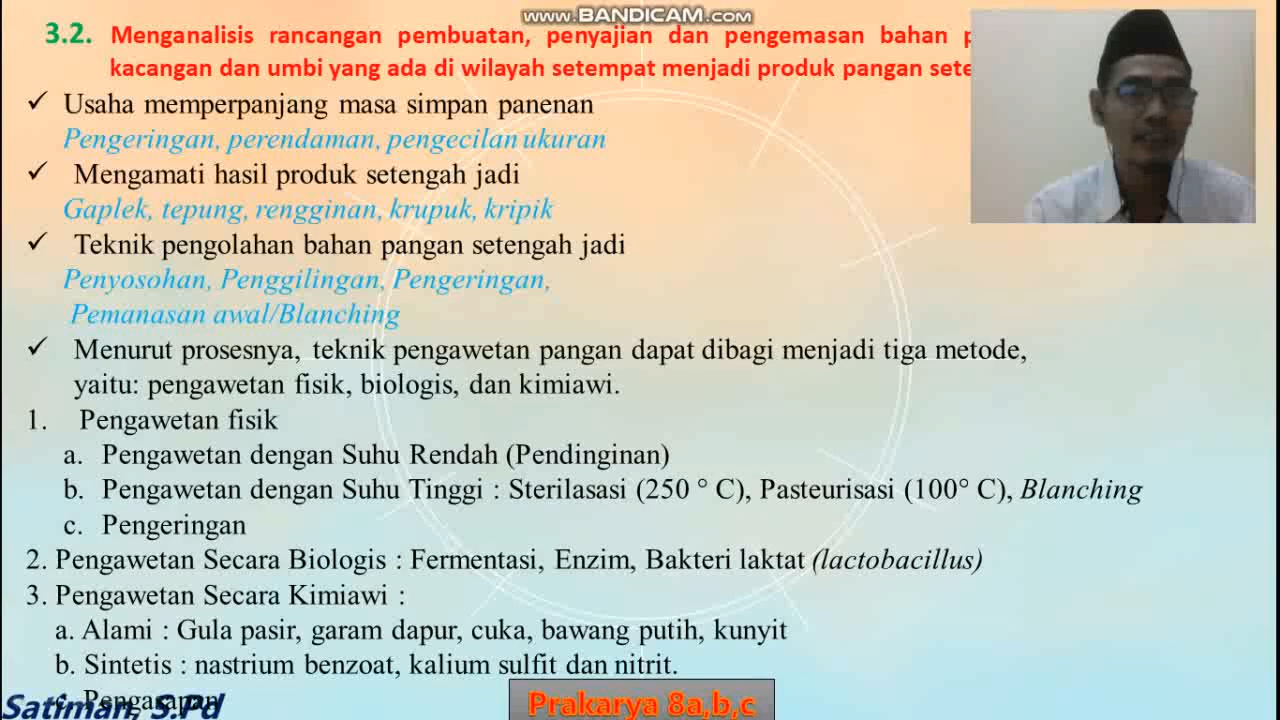 www.BANDICAM.com
3.2. Menganalisis rancangan pembuatan, penyajian dan pengemasan bahan
kacangan dan umbi yang ada di wilayah setempat menjadi produk pangan
✓ Usaha memperpanjang masa simpan panenan
Pengeringan, perendaman, pengecilan ukuran
✓ Mengamati hasil produk setengah jadi
Gaplek, tepung, rengginan, krupuk, kripik
✓ Teknik pengolahan bahan pangan setengah jadi
Penyosohan, Penggilingan, Pengeringan,
Pemanasan awal/Blanching
✓ Menurut prosesnya, teknik pengawetan pangan dapat dibagi menjadi tiga metode,
yaitu: pengawetan fisik, biologis, dan kimiawi.
1. Pengawetan fisik
a. Pengawetan dengan Suhu Rendah (Pendinginan)
b. Pengawetan dengan Suhu Tinggi : Sterilasasi (250 ° C), Pasteurisasi (100° C), Blanching
c. Pengeringan
2. Pengawetan Secara Biologis : Fermentasi, Enzim, Bakteri laktat (lactobacillus)
3. Pengawetan Secara Kimiawi :
a. Alami : Gula pasir, garam dapur, cuka, bawang putih, kunyit
b. Sintetis : nastrium benzoat, kalium sulfit dan nitrit.
c. Pengasapan
Satiman, S.Pd
Prakarya 8a,b,c